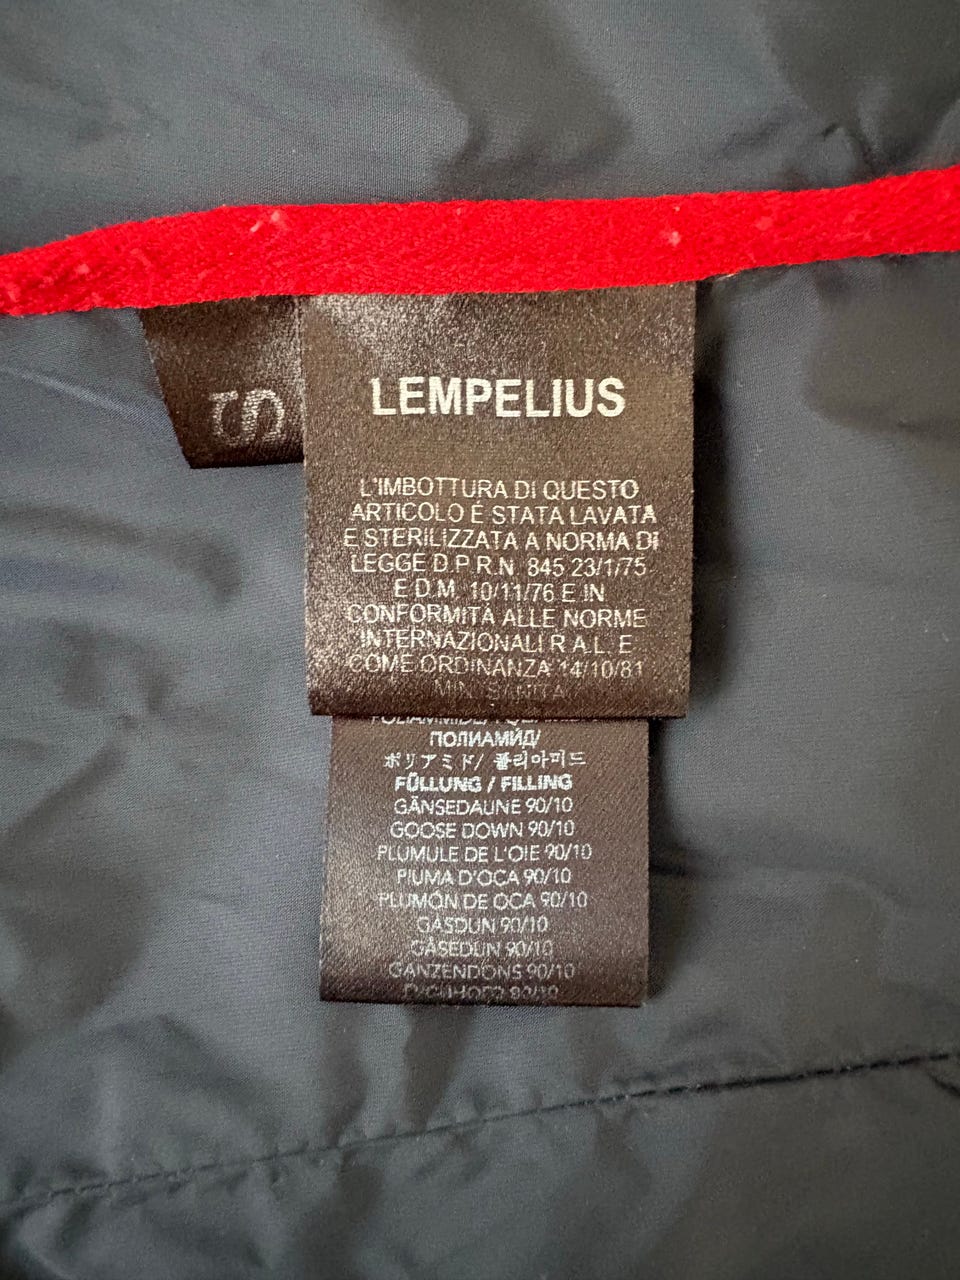 S
LEMPELIUS
L'IMBOTTURA DI QUESTO
ARTICOLO É STATA LAVATA
E STERILIZZATA A NORMA DI
LEGGE D.P.R.N. 845 23/1/75
E D.M. 10/11/76 E IN
CONFORMITÀ ALLE NORME
INTERNAZIONALI R.A.L. E
COME ORDINANZA 14/10/81
MIN. SANITA
ПОЛИАМЙД/
ポリアミド/ 폴리아미드
FÜLLUNG / FILLING
GÄNSEDAUNE 90/10
GOOSE DOWN 90/10
PLUMULE DE L'OIE 90/10
PIUMA D'OCA 90/10
PLUMÓN DE OCA 90/10
GÅSDUN 90/10
GÅSEDUN 90/10
GANZENDONS 90/10